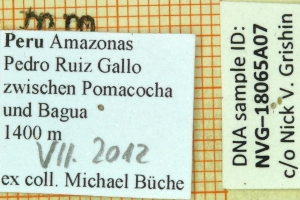 Peru Amazonas
Pedro Ruiz Gallo
zwischen Pomacocha
und Bagua
1400 m
VII. 2012
ex coll. Michael Büche
DNA sample ID:
NVG–18065A07
c/o Nick V. Grishin